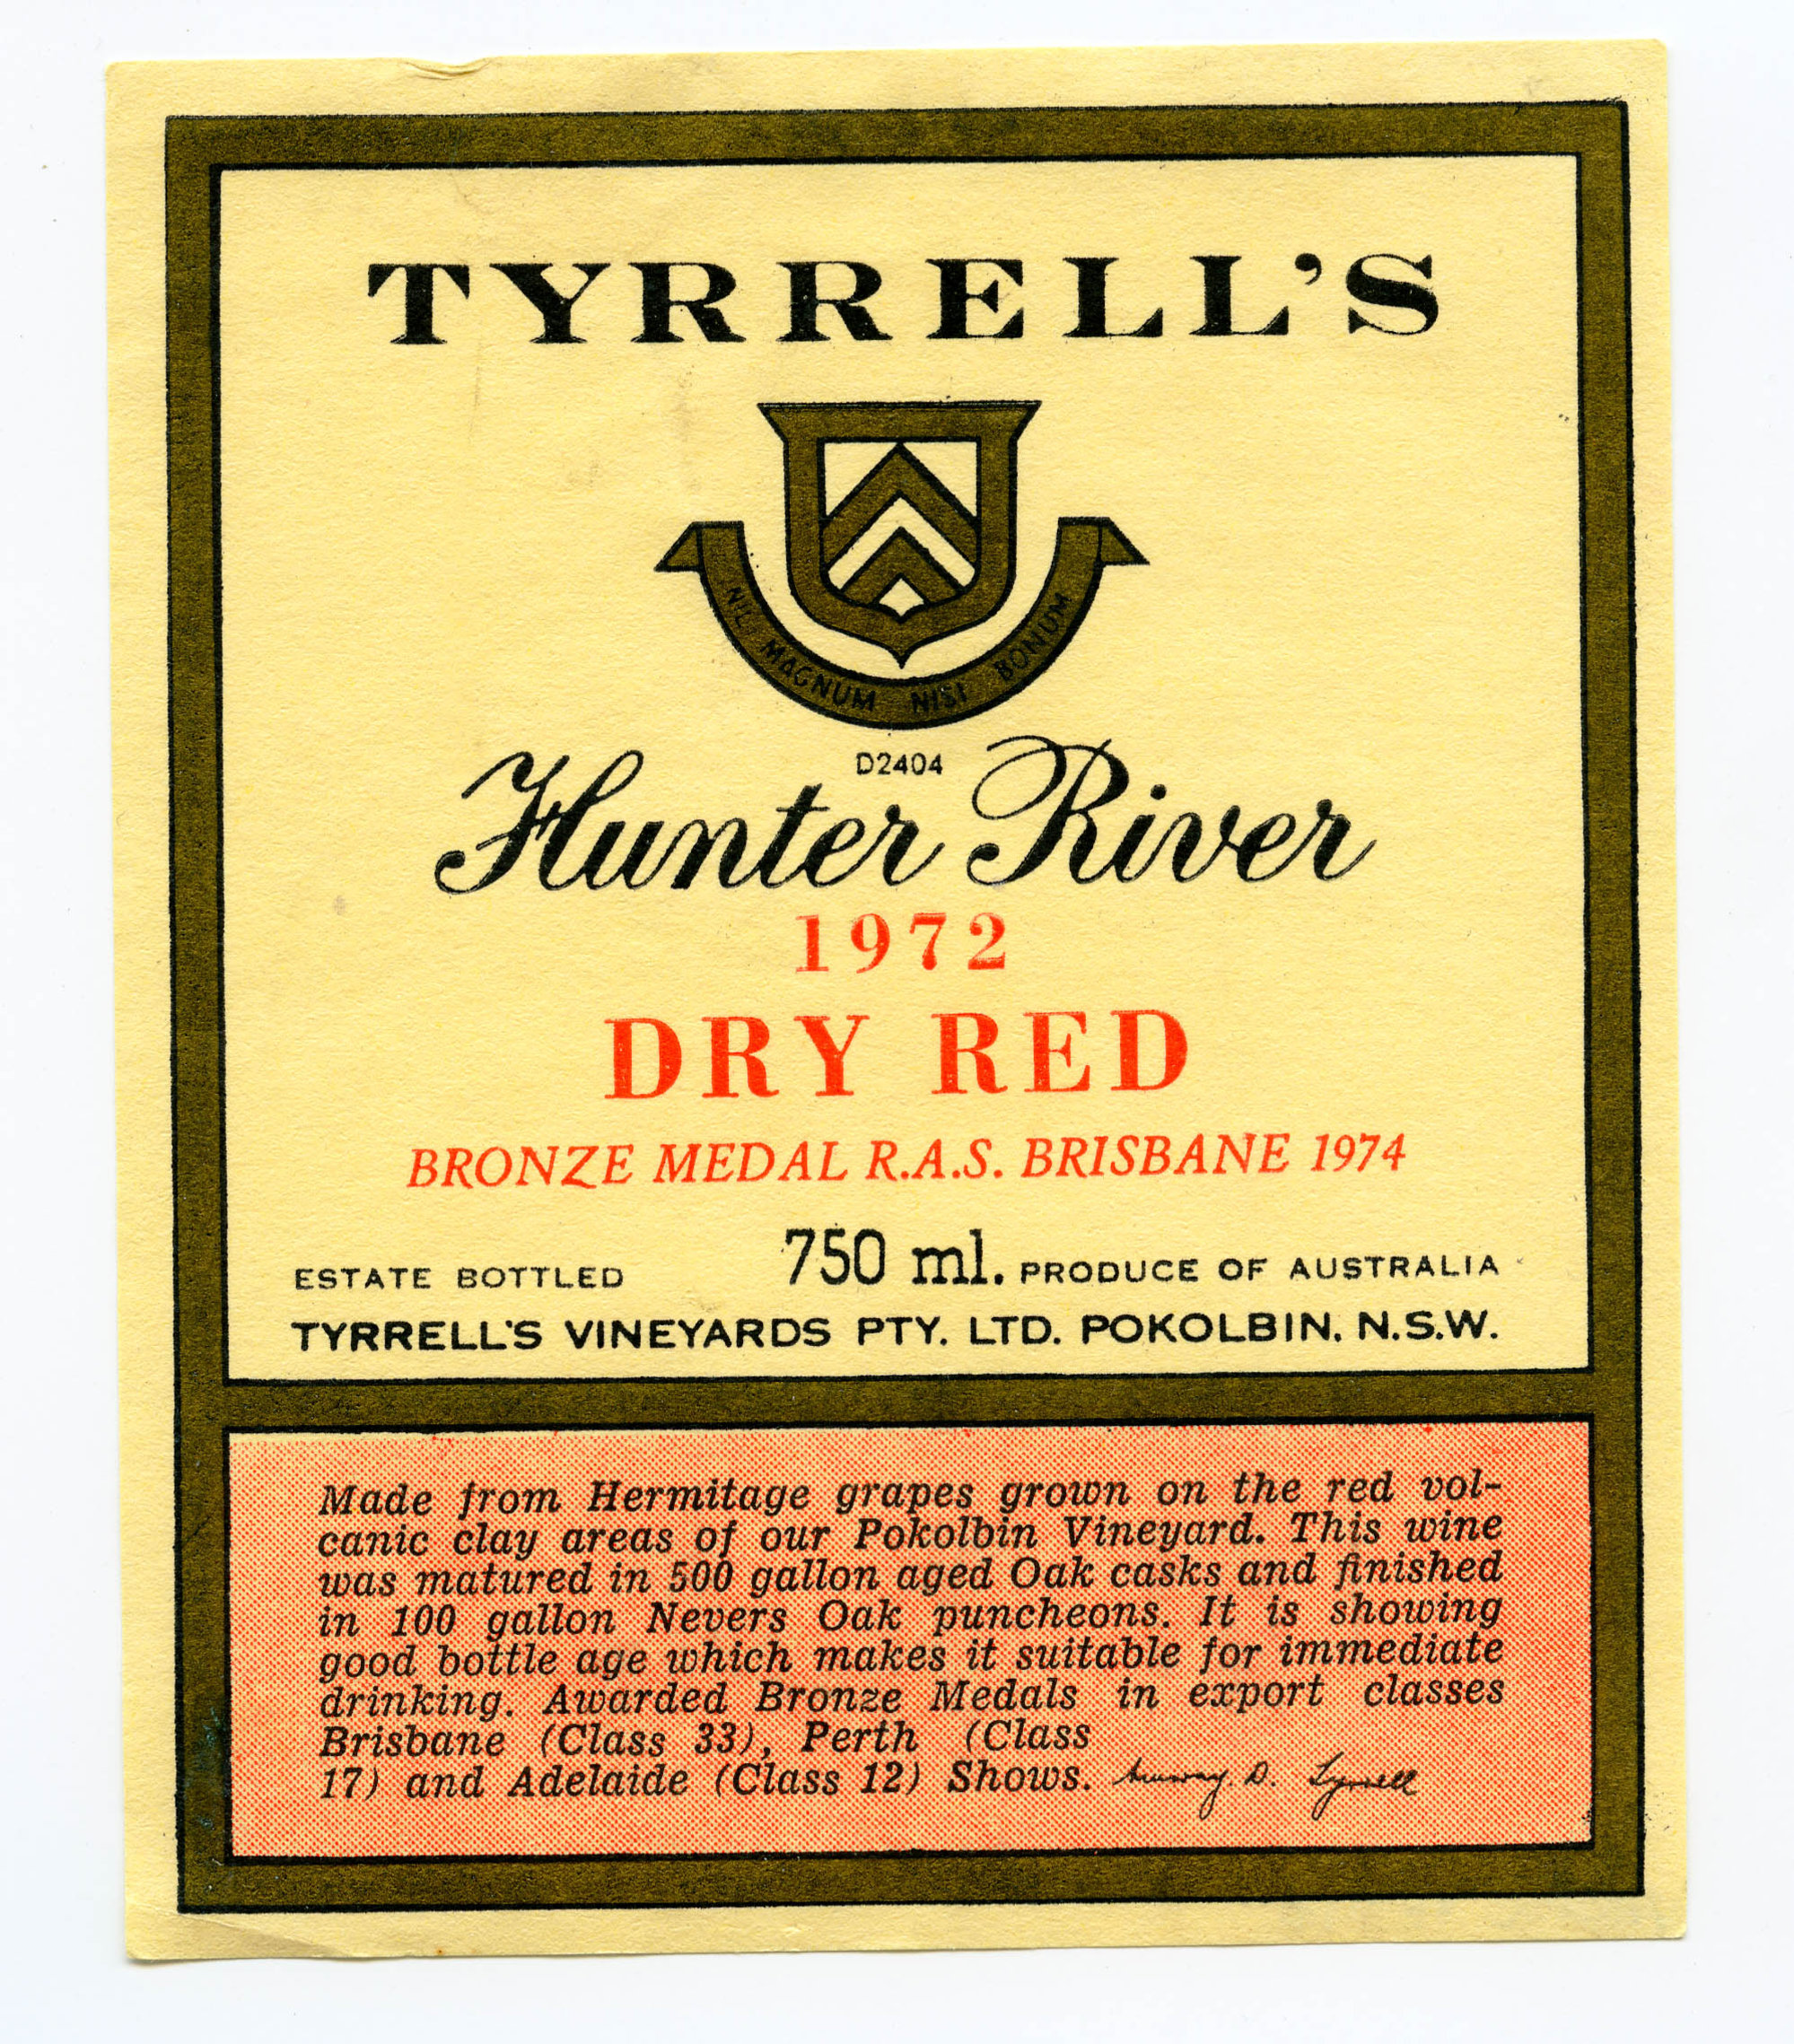 TYRRELL'S
NIL MAGNUM NISI BONUM
D2404
Hunter River
1972
DRY RED
BRONZE MEDAL R.A.S. BRISBANE 1974
ESTATE BOTTLED 750 ml. PRODUCE OF AUSTRALIA
TYRRELL'S VINEYARDS PTY. LTD. POKOLBIN. N.S.W.
Made from Hermitage grapes grown on the red vol-
canic clay areas of our Pokolbin Vineyard. This wine
was matured in 500 gallon aged Oak casks and finished
in 100 gallon Nevers Oak puncheons. It is showing
good bottle age which makes it suitable for immediate
drinking. Awarded Bronze Medals in export classes
Brisbane (Class 33), Perth (Class
17) and Adelaide (Class 12) Shows. Murray. D. Tyrrell